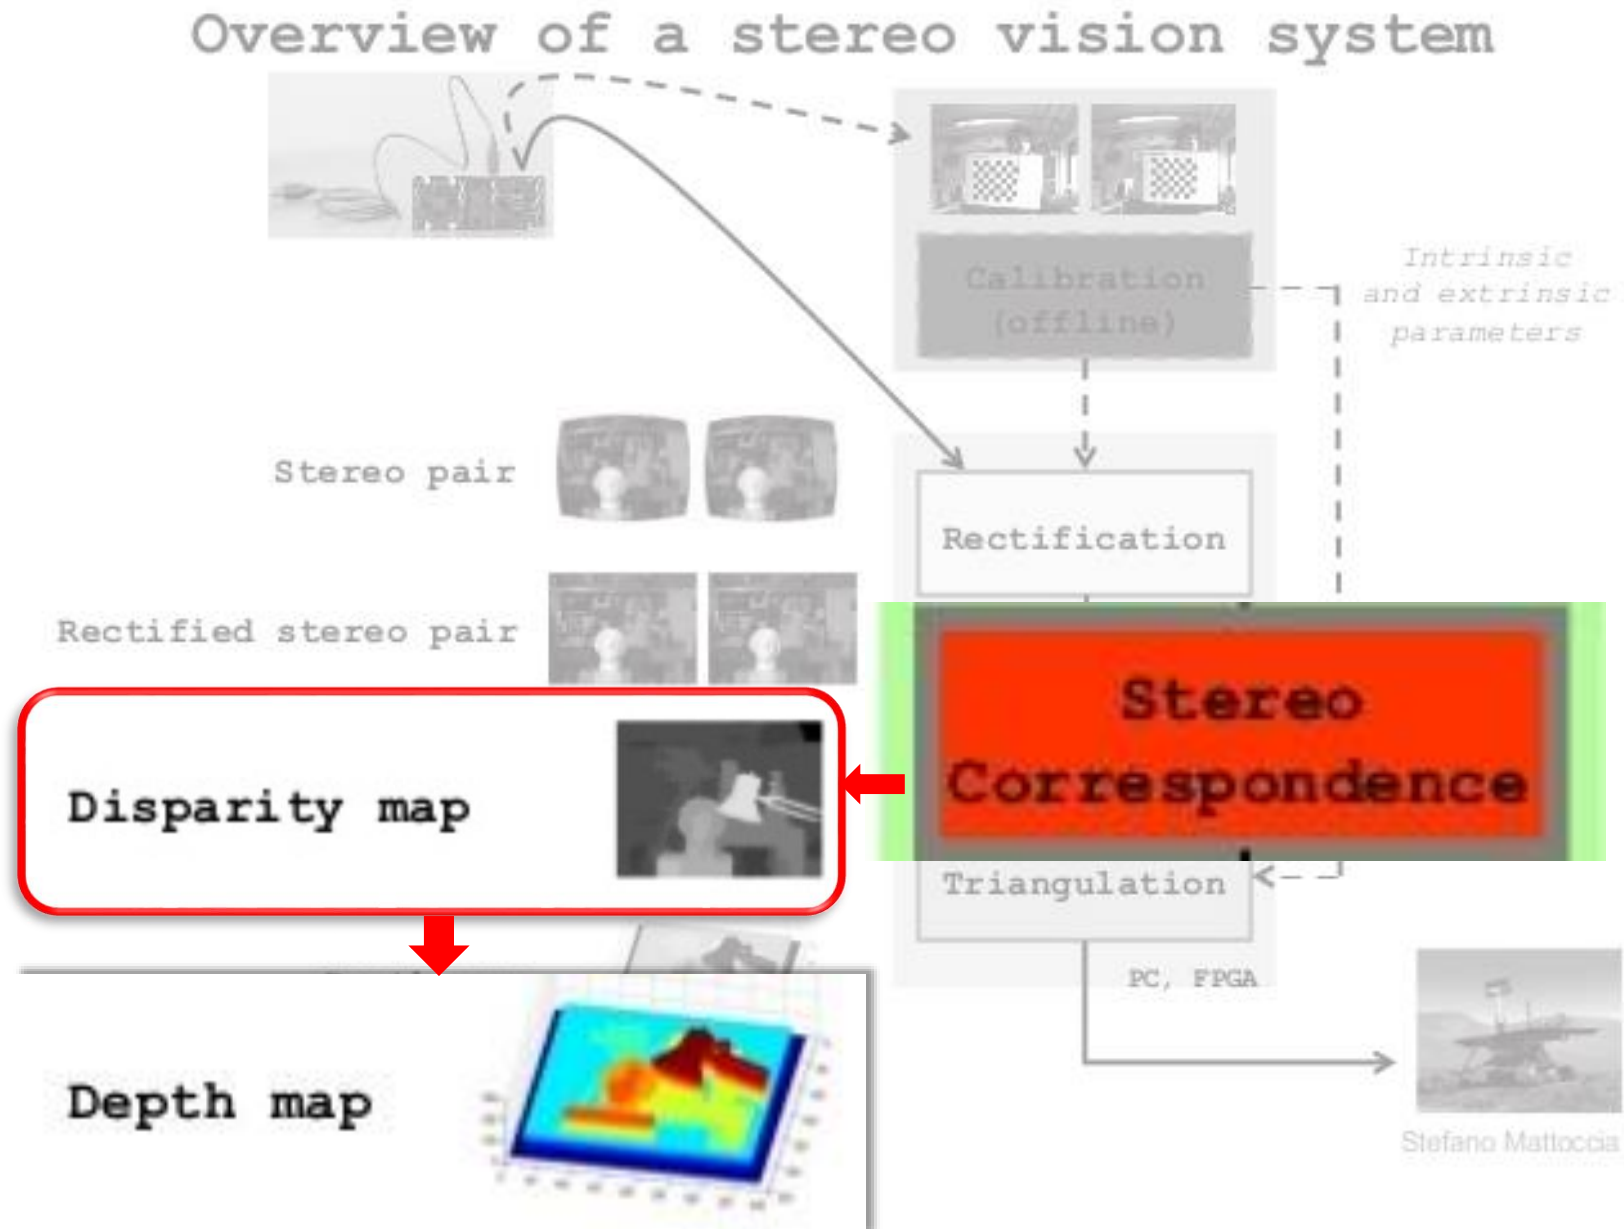 Overview of a stereo vision system
Calibration
(offline)
Intrinsic
and extrinsic
parameters
Stereo pair
Rectification
Rectified stereo pair
Stereo
Correspondence
Disparity map
Triangulation
PC, FPGA
Depth map
Stefano Mattoccia